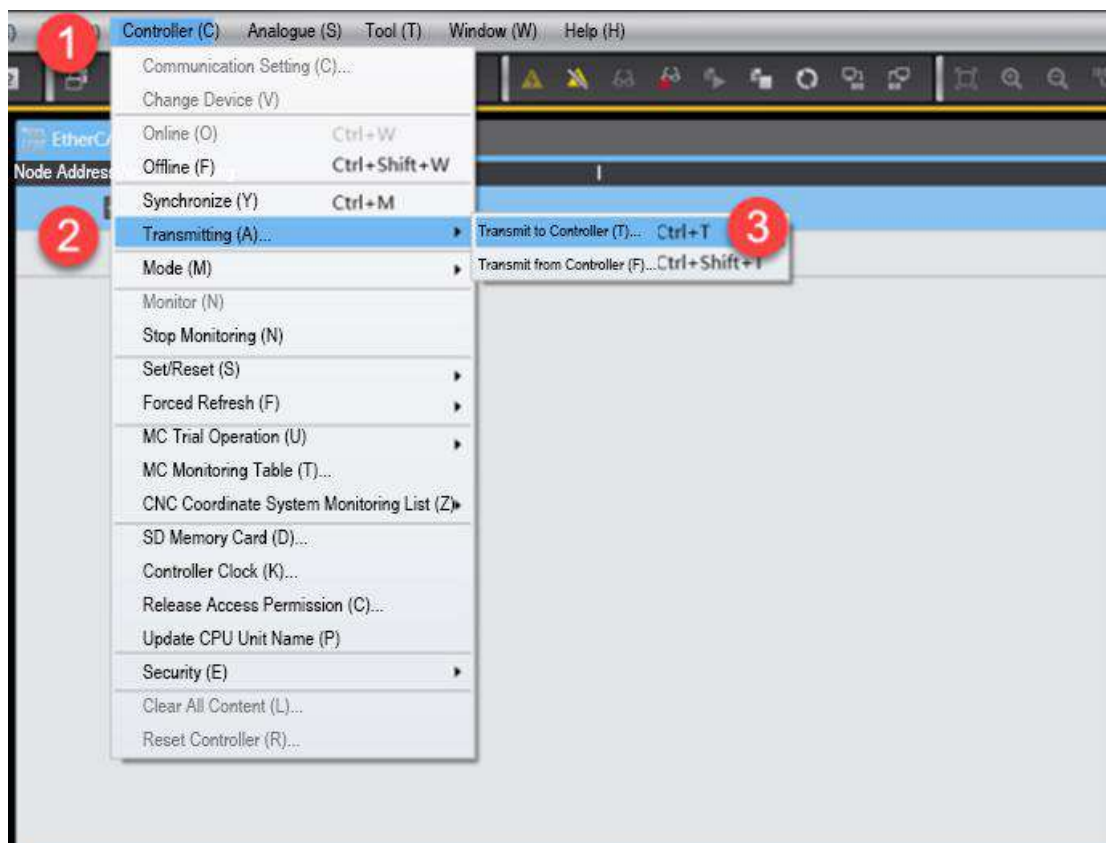 1
Controller (C) Analogue (S) Tool (T) Window (W) Help (H)
Communication Setting (C)...
Change Device (V)
EtherCA
Online (O) Ctrl+W
Node Address
Offline (F) Ctrl+Shift+W
Synchronize (Y) Ctrl+M
2
Transmitting (A)...
Transmit to Controller (T)... Ctrl+T
3
Mode (M)
Transmit from Controller (F)...Ctrl+Shift+T
Monitor (N)
Stop Monitoring (N)
Set/Reset (S)
Forced Refresh (F)
MC Trial Operation (U)
MC Monitoring Table (T)...
CNC Coordinate System Monitoring List (Z)
SD Memory Card (D)...
Controller Clock (K)...
Release Access Permission (C)...
Update CPU Unit Name (P)
Security (E)
Clear All Content (L)...
Reset Controller (R)...